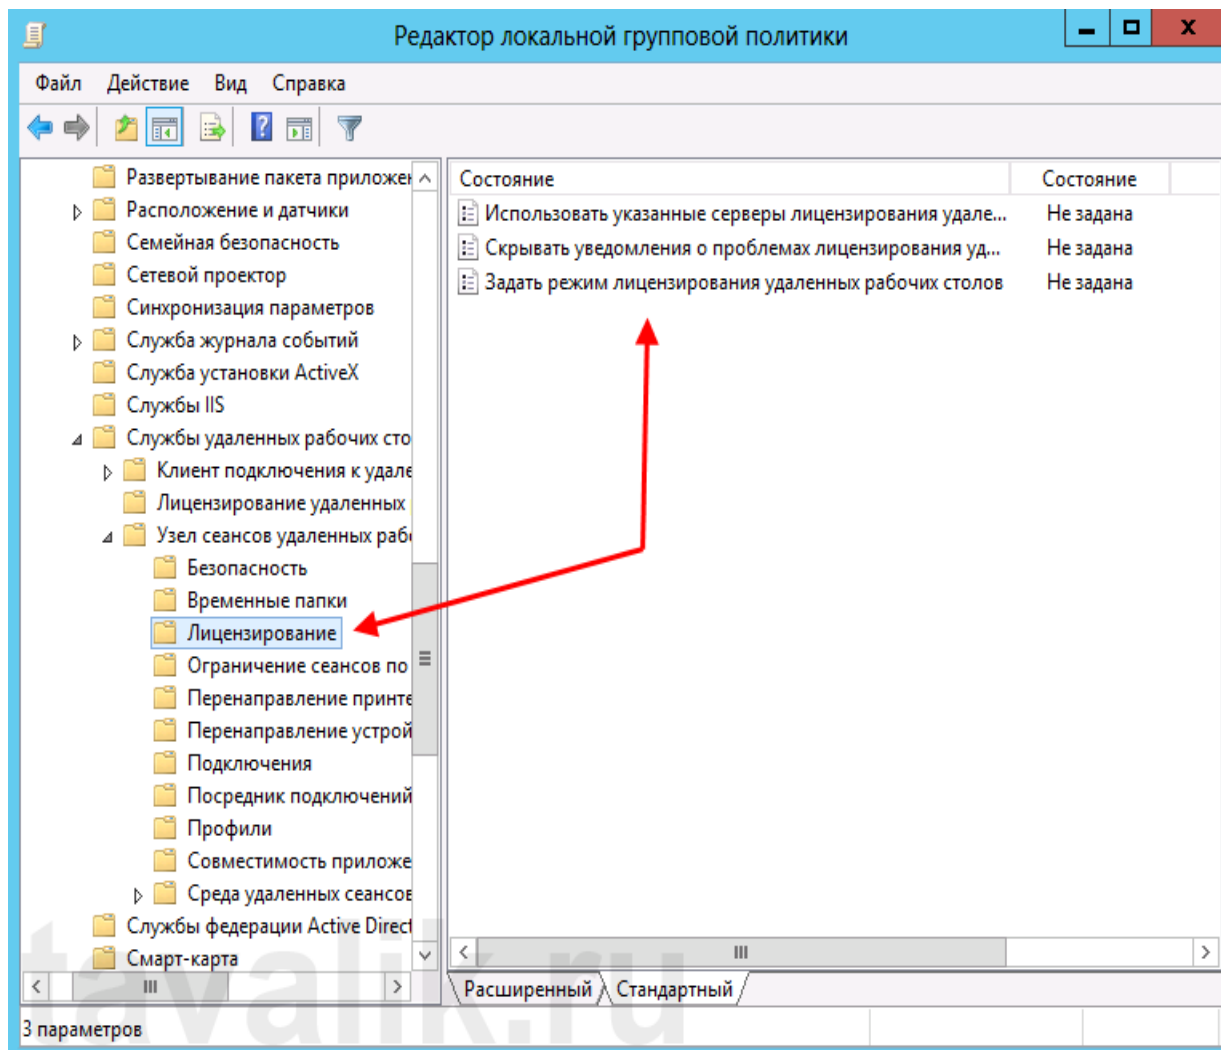 Редактор локальной групповой политики
Файл Действие Вид Справка
Развертывание пакета приложен
Расположение и датчики
Семейная безопасность
Сетевой проектор
Синхронизация параметров
Служба журнала событий
Служба установки ActiveX
Службы IIS
Службы удаленных рабочих сто
Клиент подключения к удале
Лицензирование удаленных
Узел сеансов удаленных рабо
Безопасность
Временные папки
Лицензирование
Ограничение сеансов по
Перенаправление принте
Перенаправление устрой
Подключения
Посредник подключений
Профили
Совместимость приложе
Среда удаленных сеансов
Службы федерации Active Direct
Смарт-карта
Состояние Состояние
Использовать указанные серверы лицензирования удале... Не задана
Скрывать уведомления о проблемах лицензирования уд... Не задана
Задать режим лицензирования удаленных рабочих столов Не задана
Расширенный Стандартный
3 параметров
tavalik.ru